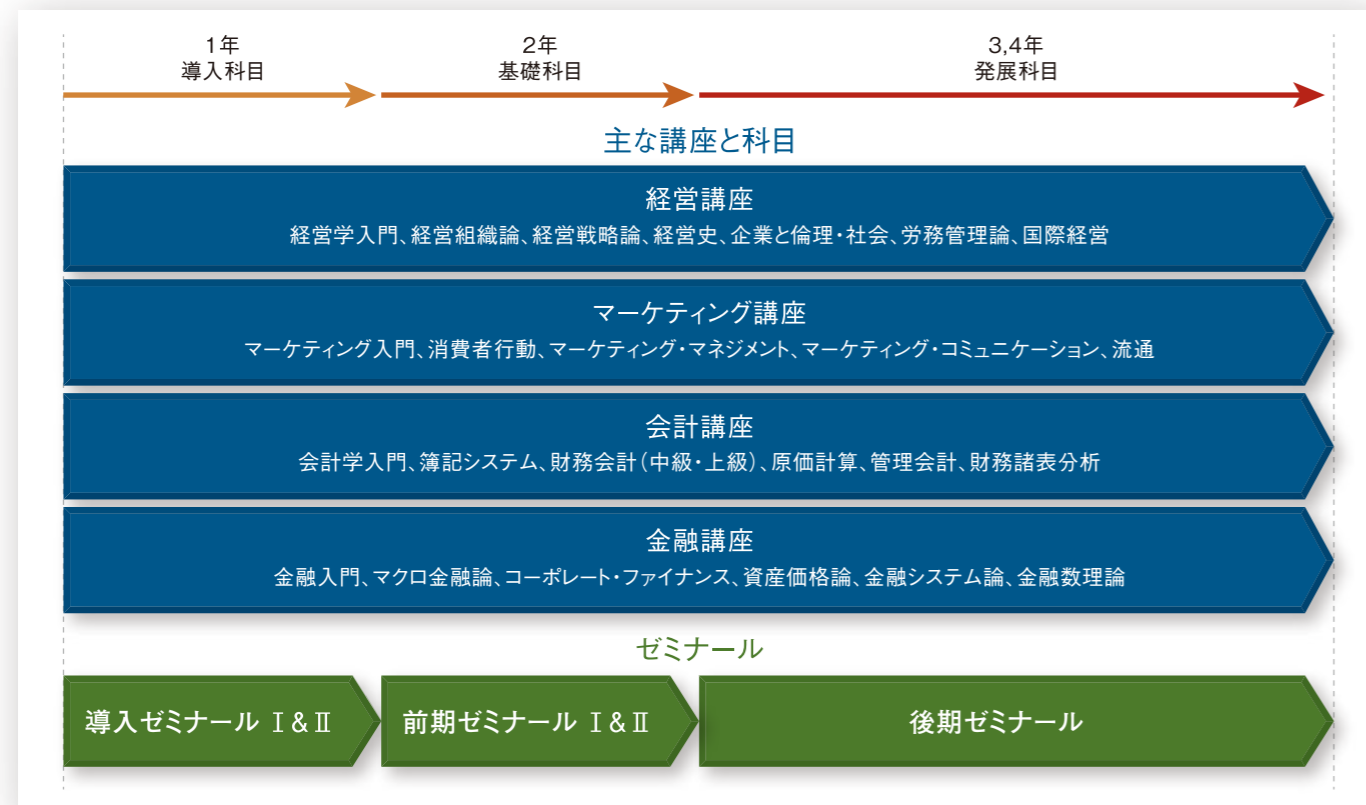 1年
導入科目
2年
基礎科目
3,4年
発展科目
主な講座と科目
経営講座
経営学入門、経営組織論、経営戦略論、経営史、企業と倫理・社会、労務管理論、国際経営
マーケティング講座
マーケティング入門、消費者行動、マーケティング・マネジメント、マーケティング・コミュニケーション、流通
会計講座
会計学入門、簿記システム、財務会計（中級・上級）、原価計算、管理会計、財務諸表分析
金融講座
金融入門、マクロ金融論、コーポレート・ファイナンス、資産価格論、金融システム論、金融数理論
ゼミナール
導入ゼミナール Ⅰ＆Ⅱ
前期ゼミナール Ⅰ＆Ⅱ
後期ゼミナール